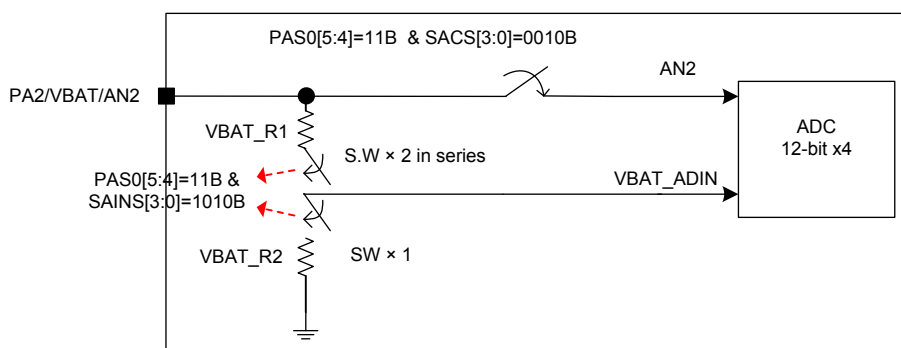 PAS0[5:4]=11B & SACS[3:0]=0010B
AN2
PA2/VBAT/AN2
ADC
12-bit x4
VBAT_R1
S.W × 2 in series
PAS0[5:4]=11B &
SAINS[3:0]=1010B
VBAT_ADIN
VBAT_R2
SW × 1